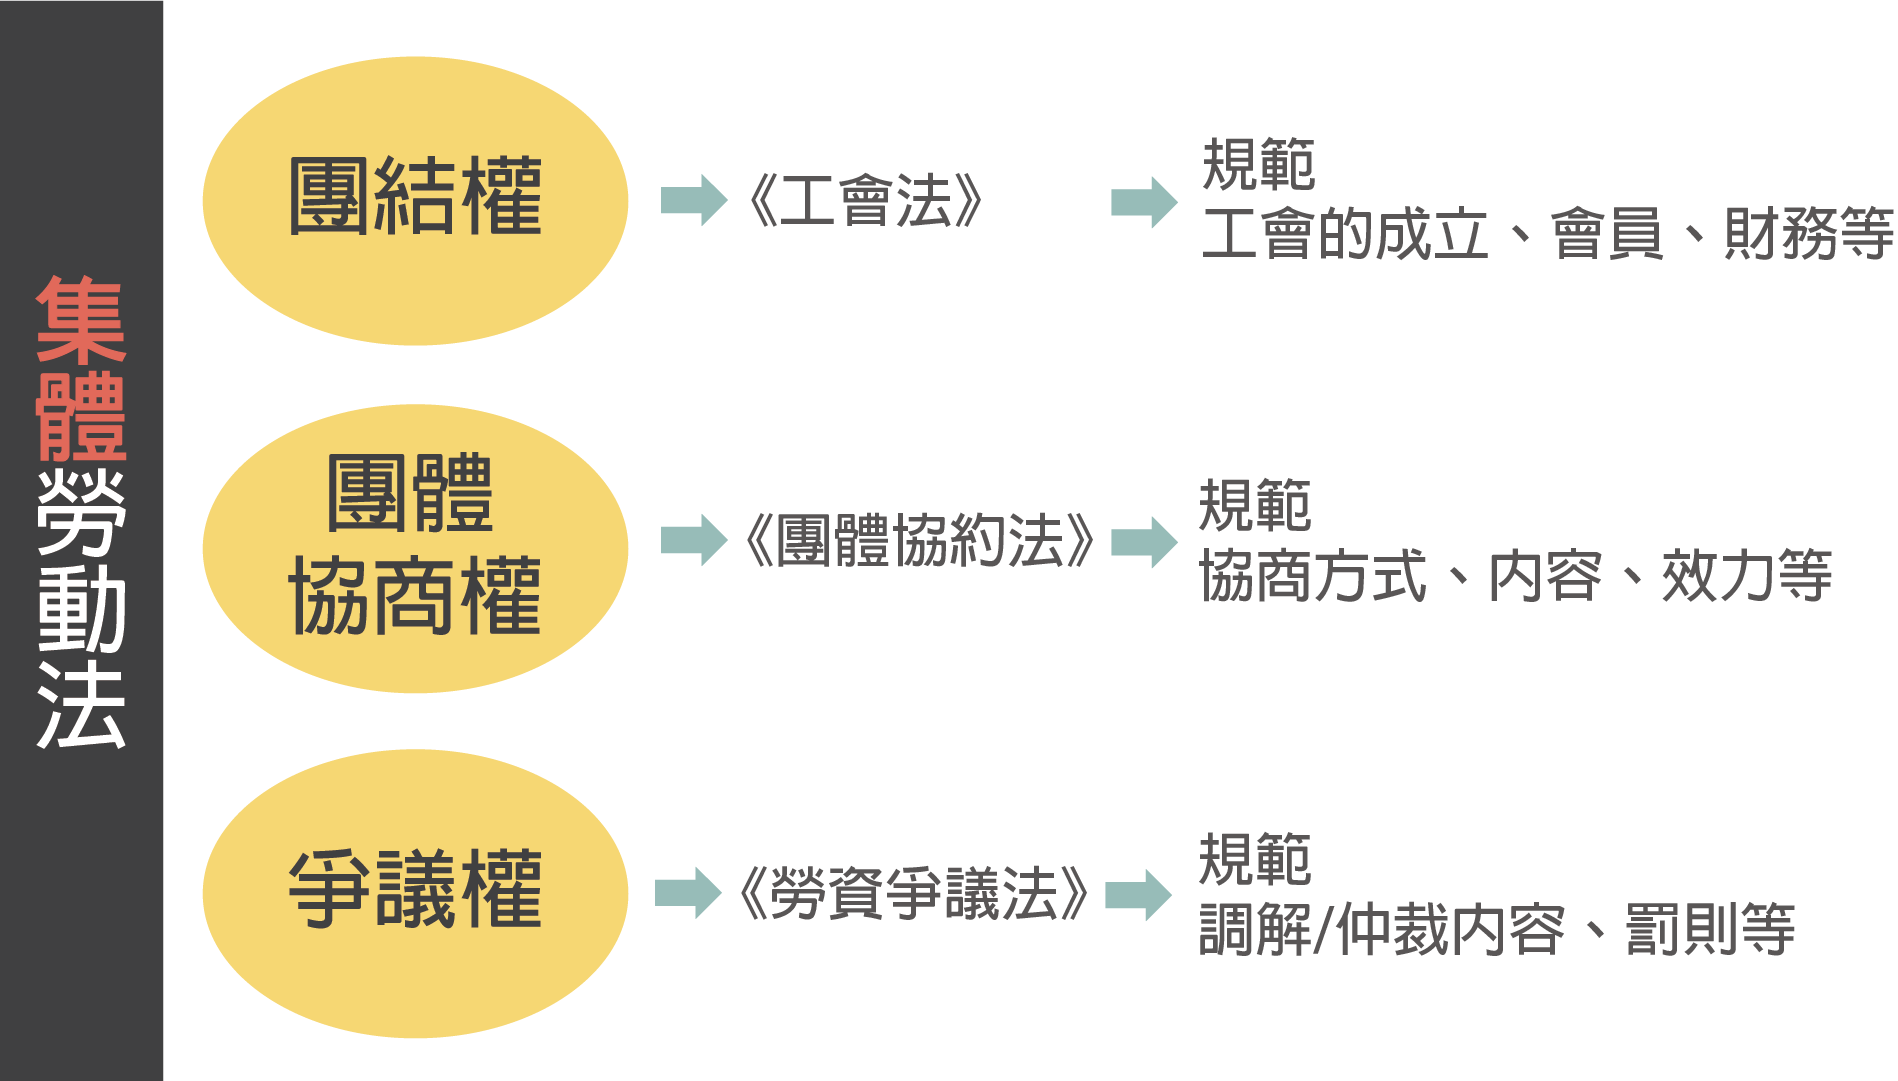 集體勞動法
團結權
《工會法》
規範
工會的成立、會員、財務等
團體
協商權
《團體協約法》
規範
協商方式、内容、效力等
爭議權
《勞資爭議法》
規範
調解/仲裁内容、罰則等